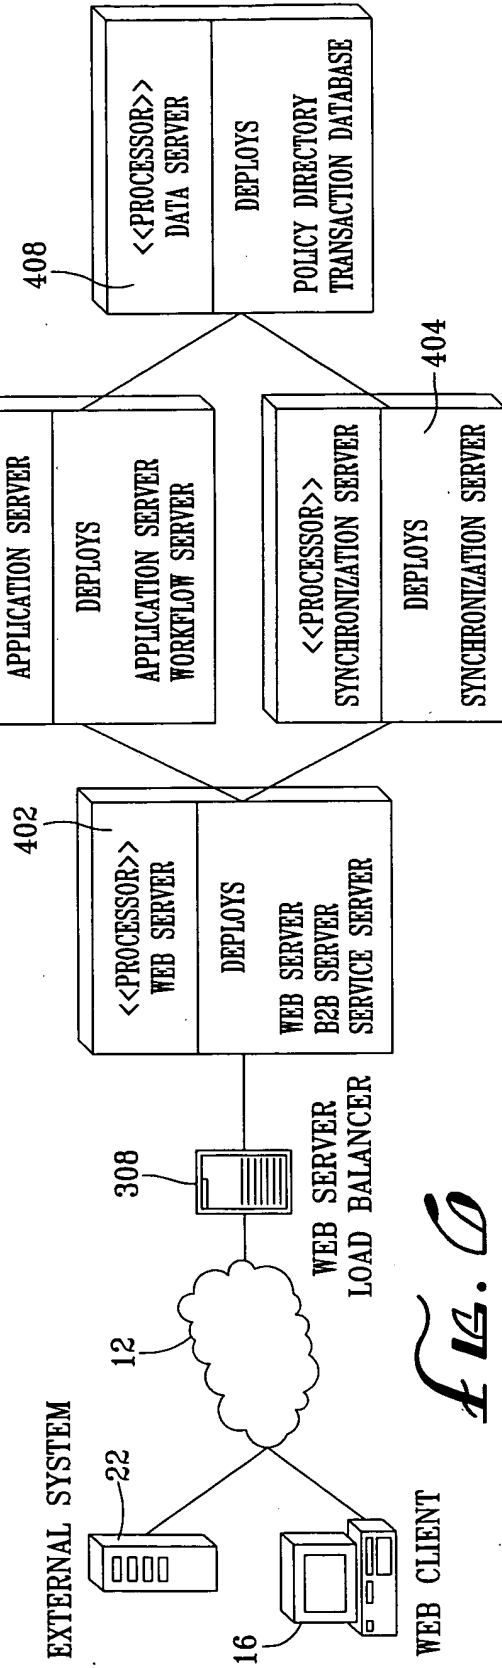 EXTERNAL SYSTEM
22
16
WEB CLIENT
12
308
WEB SERVER
LOAD BALANCER
402
<<PROCESSOR>>
WEB SERVER
DEPLOYS
WEB SERVER
B2B SERVER
SERVICE SERVER
APPLICATION SERVER
DEPLOYS
APPLICATION SERVER
WORKFLOW SERVER
<<PROCESSOR>>
SYNCHRONIZATION SERVER
404
DEPLOYS
SYNCHRONIZATION SERVER
408
<<PROCESSOR>>
DATA SERVER
DEPLOYS
POLICY DIRECTORY
TRANSACTION DATABASE
FIG. 6